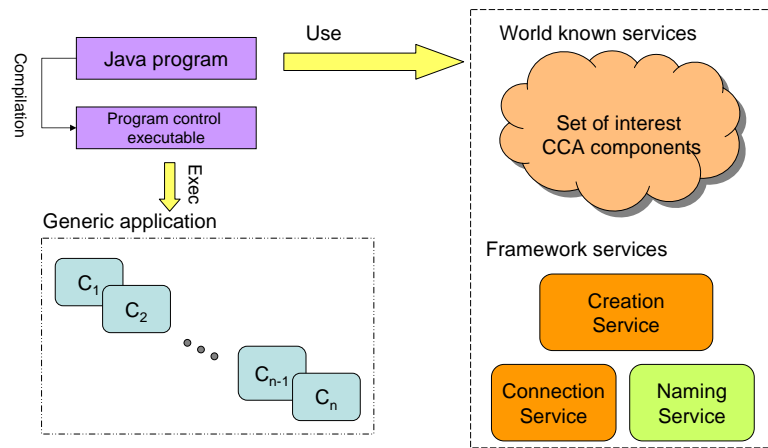 Use
World known services
Java program
Compilation
Program control
executable
Set of interest
CCA components
Exec
Generic application
Framework services
C1
C2
Creation
Service
Cn-1
Cn
Connection
Service
Naming
Service